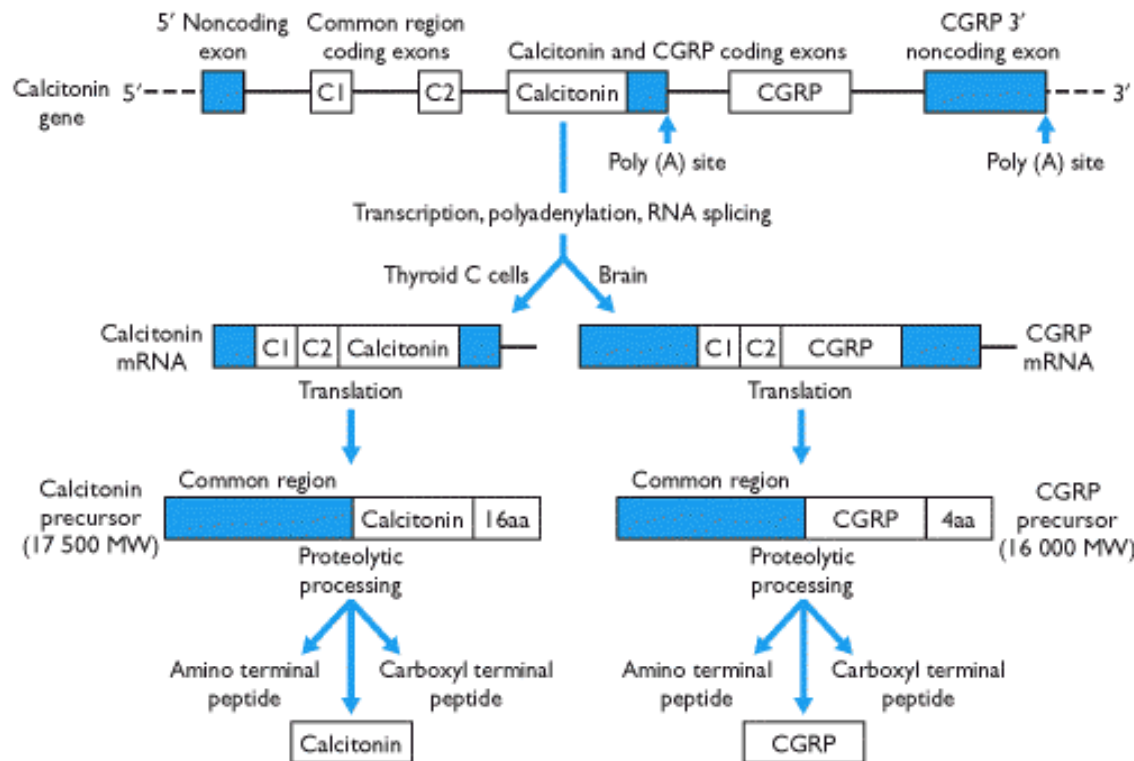 5′ Noncoding
exon
Common region
coding exons
Calcitonin and CGRP coding exons
CGRP 3′
noncoding exon
Calcitonin
gene
5′
C1
C2
Calcitonin
CGRP
3′
Poly (A) site
Poly (A) site
Transcription, polyadenylation, RNA splicing
Thyroid C cells
Brain
Calcitonin
mRNA
C1
C2
Calcitonin
C1
C2
CGRP
CGRP
mRNA
Translation
Translation
Common region
Common region
Calcitonin
precursor
(17 500 MW)
Calcitonin
16aa
CGRP
4aa
CGRP
precursor
(16 000 MW)
Proteolytic
processing
Proteolytic
processing
Amino terminal
peptide
Carboxyl terminal
peptide
Amino terminal
peptide
Carboxyl terminal
peptide
Calcitonin
CGRP